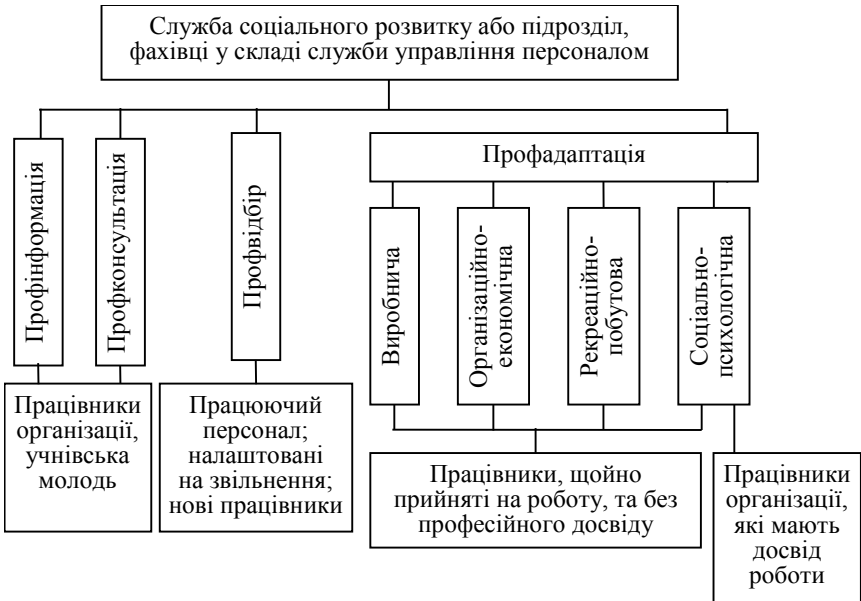 Служба соціального розвитку або підрозділ,
фахівці у складі служби управління персоналом
Профінформація
Профконсультація
Профвідбір
Профадаптація
Виробнича
Організаційно-
економічна
Рекреаційно-
побутова
Соціально-
психологічна
Працівники
організації,
учнівська
молодь
Працюючий
персонал;
налаштовані
на звільнення;
нові працівники
Працівники, щойно
прийняті на роботу, та без
професійного досвіду
Працівники
організації,
які мають
досвід
роботи